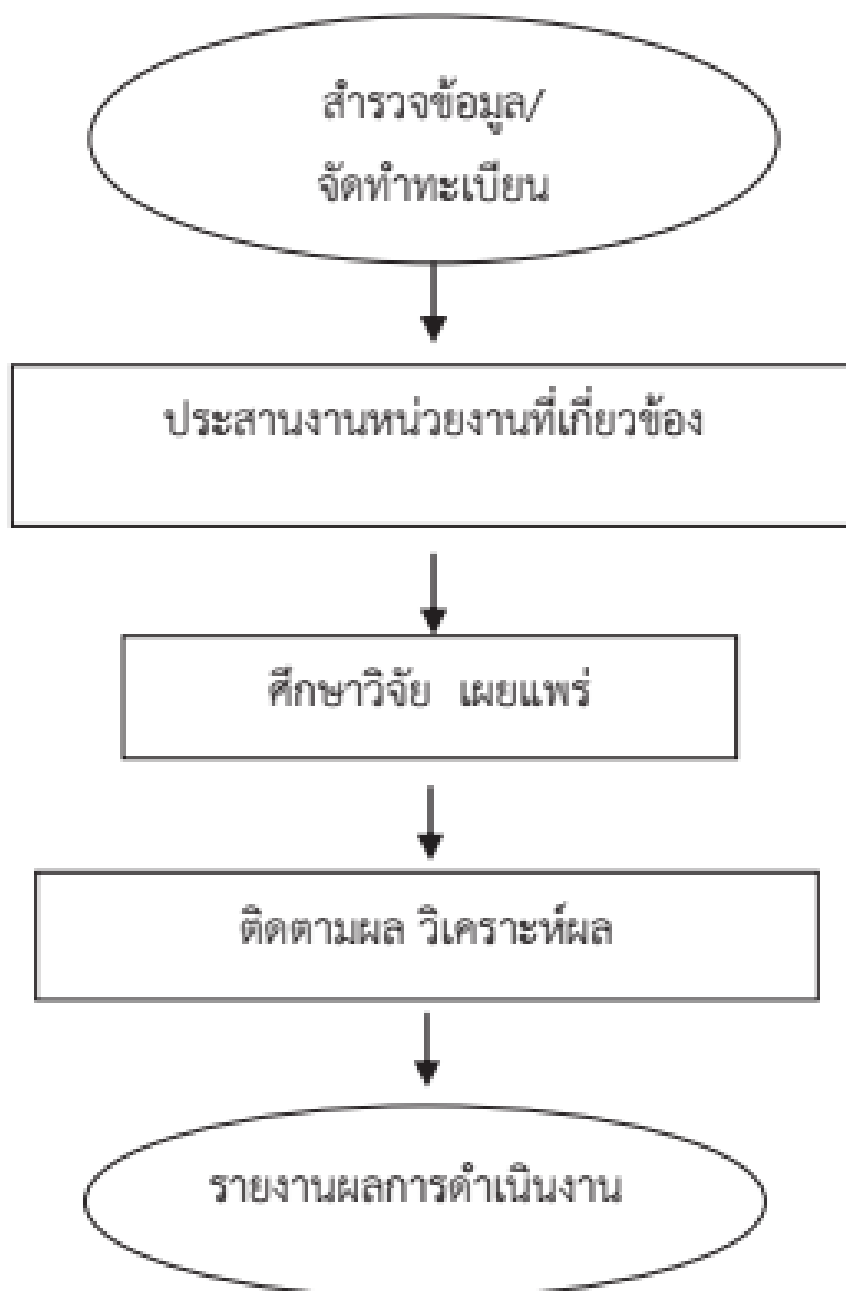 สำรวจข้อมูล/
จัดทำทะเบียน
ประสานงานหน่วยงานที่เกี่ยวข้อง
ศึกษาวิจัย เผยแพร่
ติดตามผล วิเคราะห์ผล
รายงานผลการดำเนินงาน